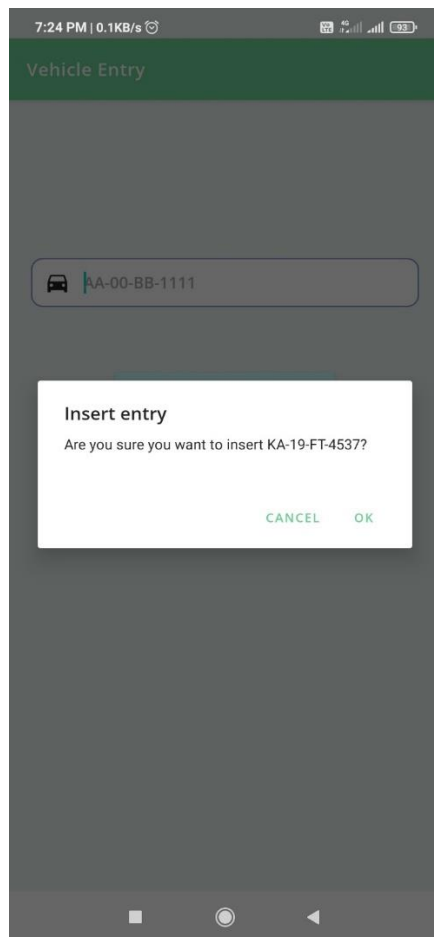 7:24 PM | 0.1KB/s
4G
93
Vehicle Entry
AA-00-BB-1111
Insert entry
Are you sure you want to insert KA-19-FT-4537?
CANCEL OK